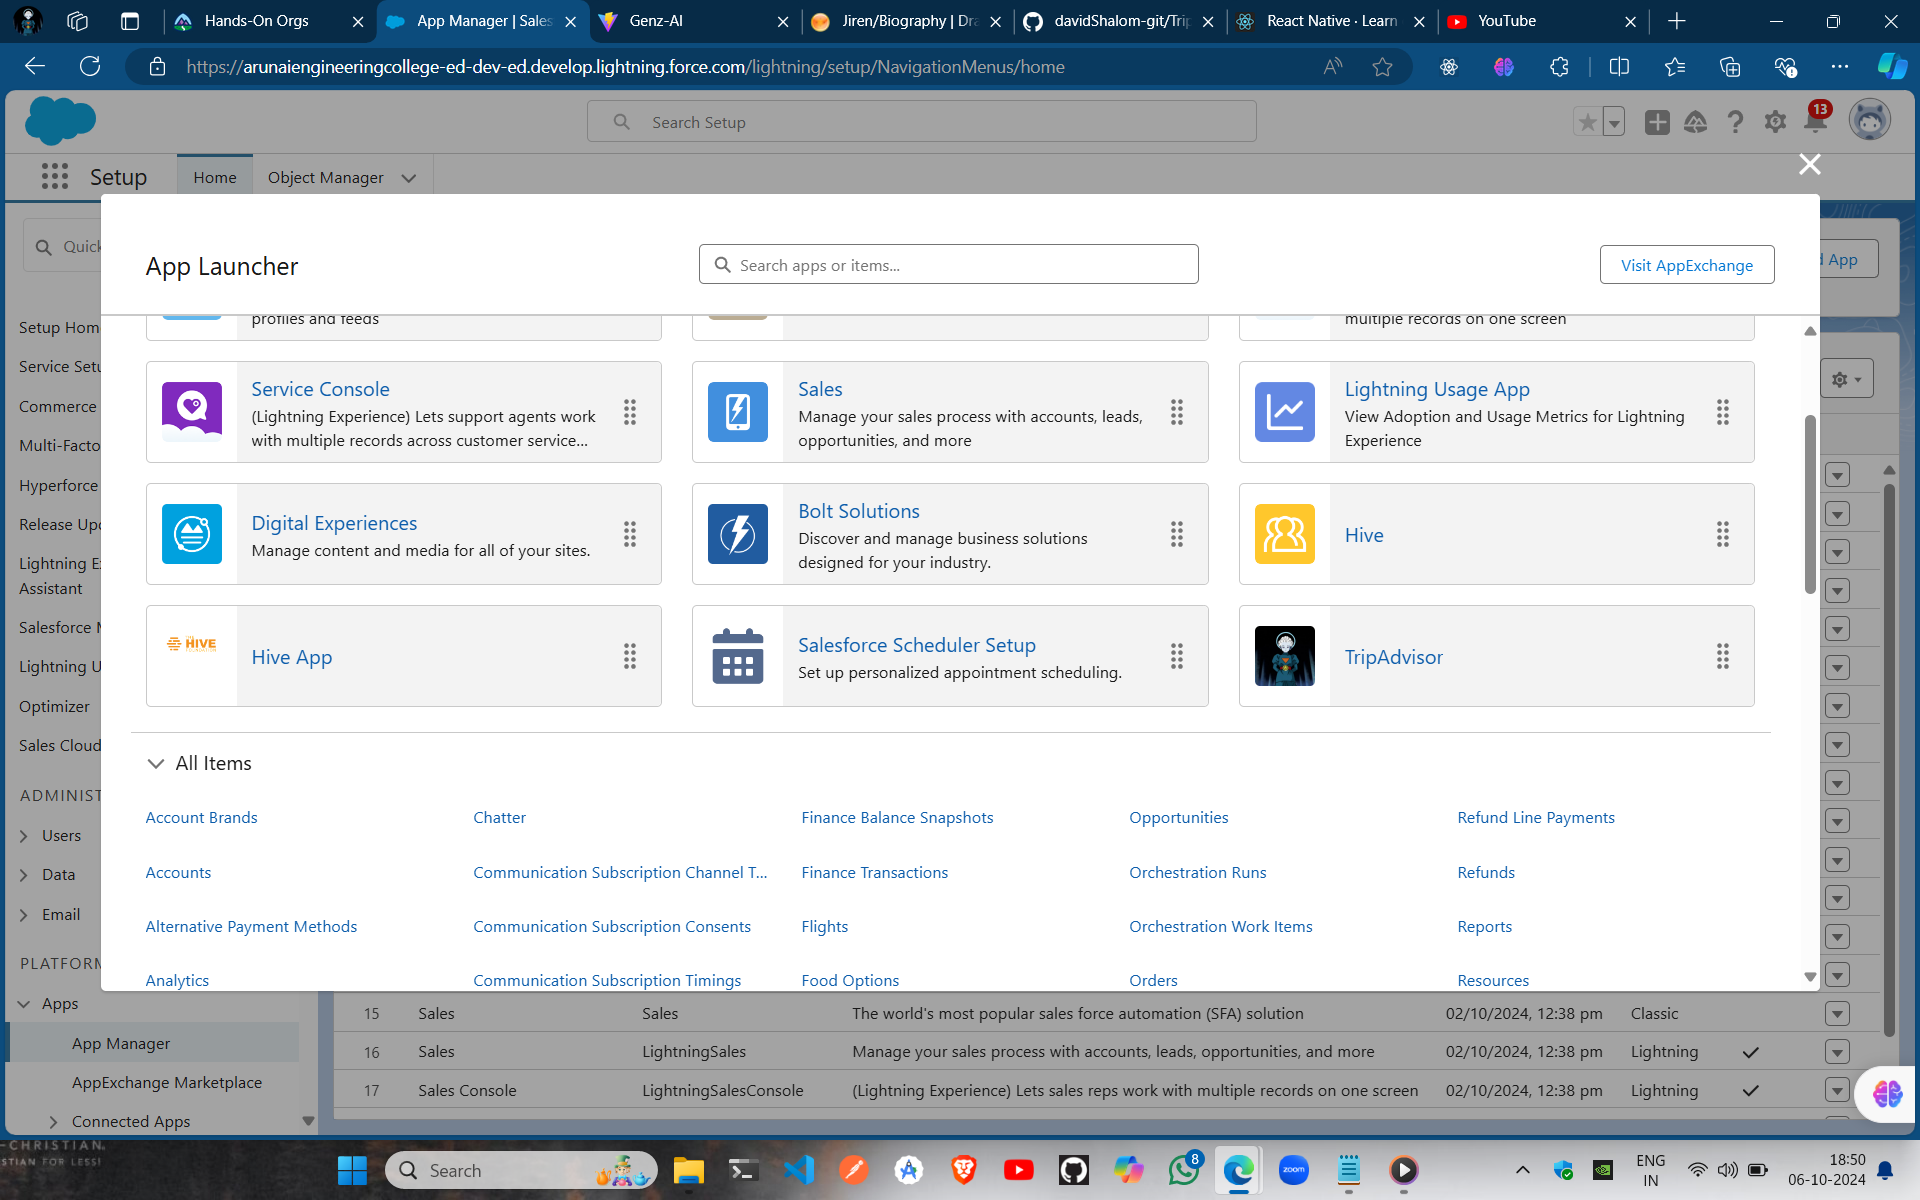 Hands-On Orgs
App Manager | Sales
Genz-AI
Jiren/Biography | Dra
davidShalom-git/Trip
React Native · Learn
YouTube
https://arunaiengineeringcollege-ed-dev-ed.develop.lightning.force.com/lightning/setup/NavigationMenus/home
Search Setup
13
Setup
Home
Object Manager
Quick
App Launcher
Search apps or items...
Visit AppExchange
d App
profiles and feeds
multiple records on one screen
Service Console
(Lightning Experience) Lets support agents work
with multiple records across customer service...
Sales
Manage your sales process with accounts, leads,
opportunities, and more
Lightning Usage App
View Adoption and Usage Metrics for Lightning
Experience
Digital Experiences
Manage content and media for all of your sites.
Bolt Solutions
Discover and manage business solutions
designed for your industry.
Hive
HIVE
Hive App
Salesforce Scheduler Setup
Set up personalized appointment scheduling.
TripAdvisor
All Items
Account Brands
Chatter
Finance Balance Snapshots
Opportunities
Refund Line Payments
Accounts
Communication Subscription Channel T...
Finance Transactions
Orchestration Runs
Refunds
Alternative Payment Methods
Communication Subscription Consents
Flights
Orchestration Work Items
Reports
Analytics
Communication Subscription Timings
Food Options
Orders
Resources
Setup Hom
Service Setu
Commerce
Multi-Facto
Hyperforce
Release Upd
Lightning E
Assistant
Salesforce M
Lightning U
Optimizer
Sales Cloud
ADMINIST
Users
Data
Email
PLATFORM
Apps
App Manager
AppExchange Marketplace
Connected Apps
15 Sales Sales The world's most popular sales force automation (SFA) solution 02/10/2024, 12:38 pm Classic
16 Sales LightningSales Manage your sales process with accounts, leads, opportunities, and more 02/10/2024, 12:38 pm Lightning
17 Sales Console LightningSalesConsole (Lightning Experience) Lets sales reps work with multiple records on one screen 02/10/2024, 12:38 pm Lightning
-CHRISTIAN.
STIAN FOR LESS!
Search
8
zoom
ENG
IN
18:50
06-10-2024